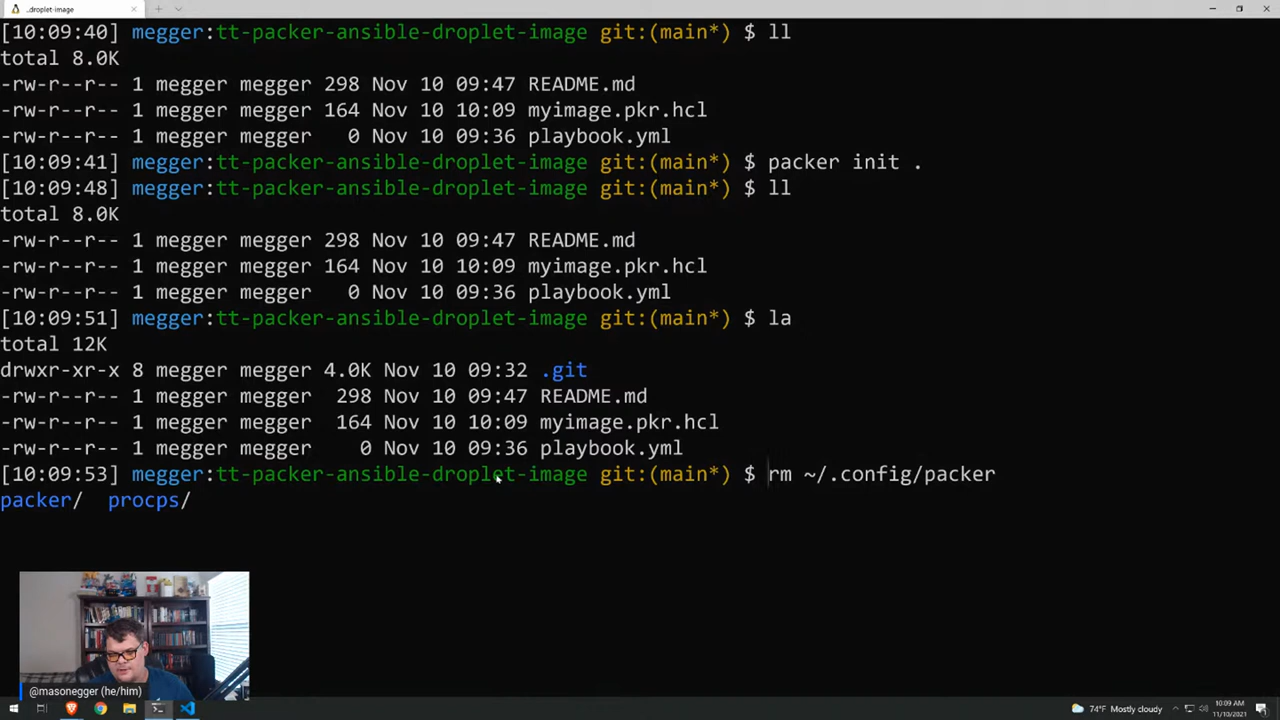 _droplet-image
[10:09:40] megger:tt-packer-ansible-droplet-image git:(main*) $ ll
total 8.0K
-rw-r--r-- 1 megger megger 298 Nov 10 09:47 README.md
-rw-r--r-- 1 megger megger 164 Nov 10 10:09 myimage.pkr.hcl
-rw-r--r-- 1 megger megger   0 Nov 10 09:36 playbook.yml
[10:09:41] megger:tt-packer-ansible-droplet-image git:(main*) $ packer init .
[10:09:48] megger:tt-packer-ansible-droplet-image git:(main*) $ ll
total 8.0K
-rw-r--r-- 1 megger megger 298 Nov 10 09:47 README.md
-rw-r--r-- 1 megger megger 164 Nov 10 10:09 myimage.pkr.hcl
-rw-r--r-- 1 megger megger   0 Nov 10 09:36 playbook.yml
[10:09:51] megger:tt-packer-ansible-droplet-image git:(main*) $ la
total 12K
drwxr-xr-x 8 megger megger 4.0K Nov 10 09:32 .git
-rw-r--r-- 1 megger megger  298 Nov 10 09:47 README.md
-rw-r--r-- 1 megger megger  164 Nov 10 10:09 myimage.pkr.hcl
-rw-r--r-- 1 megger megger    0 Nov 10 09:36 playbook.yml
[10:09:53] megger:tt-packer-ansible-droplet-image git:(main*) $ rm ~/.config/packer
packer/  procps/
@masonegger (he/him)
74°F Mostly cloudy
10:09 AM
11/10/2021